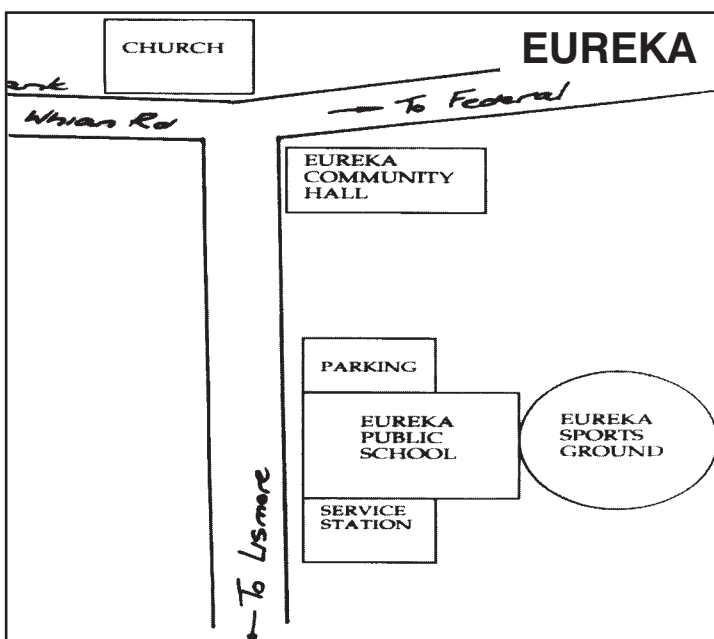 CHURCH
EUREKA
Whian Rd
→ To Federal
EUREKA
COMMUNITY
HALL
PARKING
EUREKA
PUBLIC
SCHOOL
EUREKA
SPORTS
GROUND
SERVICE
STATION
→ To Lismore